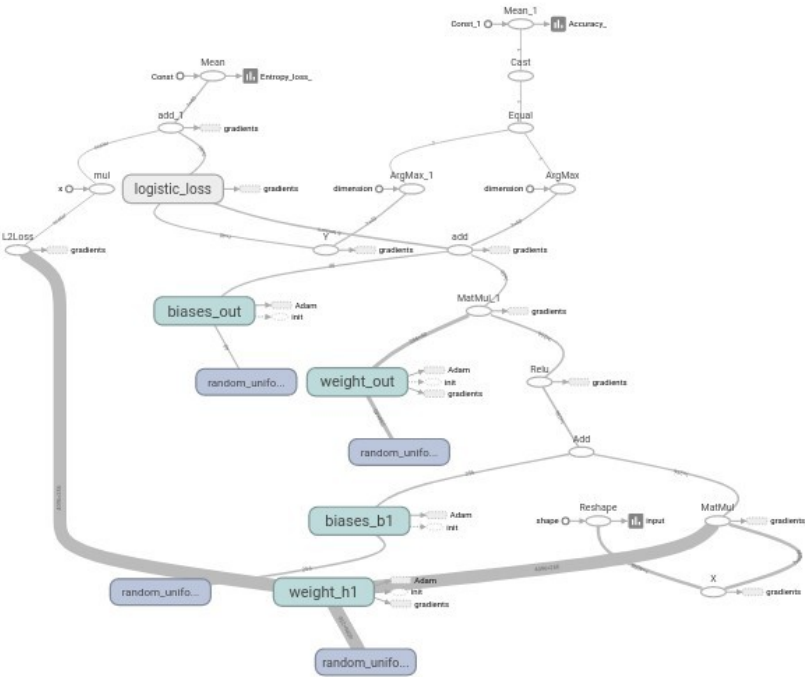 Mean_1
Const_1
Accuracy_
Cast
Mean
Const
Entropy_loss_
add_1
gradients
Equal
mul
x
logistic_loss
gradients
ArgMax_1
dimension
ArgMax
dimension
L2Loss
gradients
Y
gradients
add
gradients
biases_out
Adam
init
MatMul_1
gradients
random_unifo...
weight_out
Adam
init
gradients
Relu
gradients
random_unifo...
Add
biases_b1
Adam
init
Reshape
shape
input
MatMul
gradients
random_unifo...
weight_h1
Adam
init
gradients
X
gradients
random_unifo...